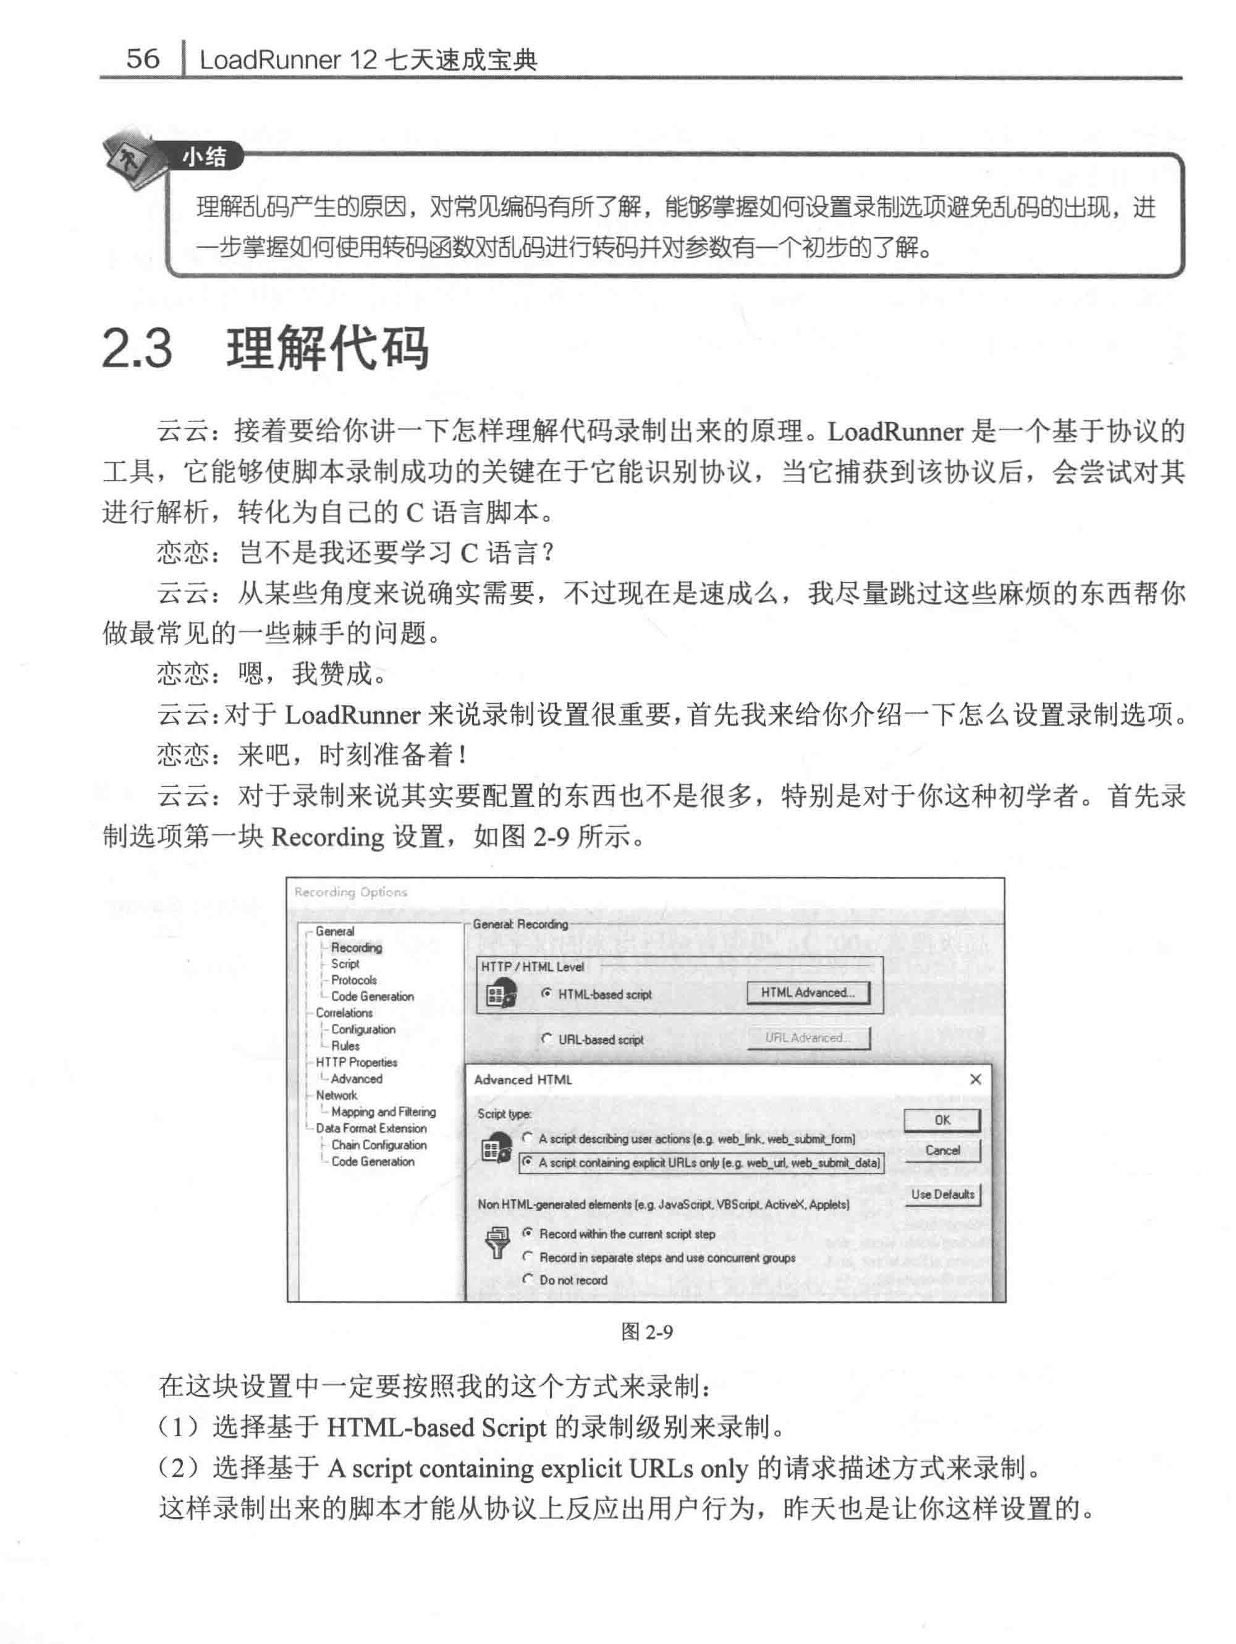 56 LoadRunner 12 七天速成宝典
小结
理解乱码产生的原因，对常见编码有所了解，能够掌握如何设置录制选项避免乱码的出现，进
一步掌握如何使用转码函数对乱码进行转码并对参数有一个初步的了解。
2.3 理解代码
云云：接着要给你讲一下怎样理解代码录制出来的原理。LoadRunner 是一个基于协议的
工具，它能够使脚本录制成功的关键在于它能识别协议，当它捕获到该协议后，会尝试对其
进行解析，转化为自己的 C 语言脚本。
恋恋：岂不是我还要学习 C 语言？
云云：从某些角度来说确实需要，不过现在是速成么，我尽量跳过这些麻烦的东西帮你
做最常见的一些棘手的问题。
恋恋：嗯，我赞成。
云云：对于 LoadRunner 来说录制设置很重要，首先我来给你介绍一下怎么设置录制选项。
恋恋：来吧，时刻准备着！
云云：对于录制来说其实要配置的东西也不是很多，特别是对于你这种初学者。首先录
制选项第一块 Recording 设置，如图 2-9 所示。
Recording Options
General
Recording
Script
Protocols
Code Generation
Correlations
Configuration
Rules
HTTP Properties
Advanced
Network
Mapping and Filtering
Data Format Extension
Chain Configuration
Code Generation
General: Recording
HTTP / HTML Level
HTML-based script
HTML Advanced...
URL-based script
URL Advanced...
Advanced HTML
Script type:
A script describing user actions (e.g. web_link, web_submit_form)
A script containing explicit URLs only (e.g. web_url, web_submit_data)
OK
Cancel
Use Defaults
Non HTML-generated elements (e.g. JavaScript, VBScript, ActiveX, Applets)
Record within the current script step
Record in separate steps and use concurrent groups
Do not record
图 2-9
在这块设置中一定要按照我的这个方式来录制：
（1）选择基于 HTML-based Script 的录制级别来录制。
（2）选择基于 A script containing explicit URLs only 的请求描述方式来录制。
这样录制出来的脚本才能从协议上反应出用户行为，昨天也是让你这样设置的。